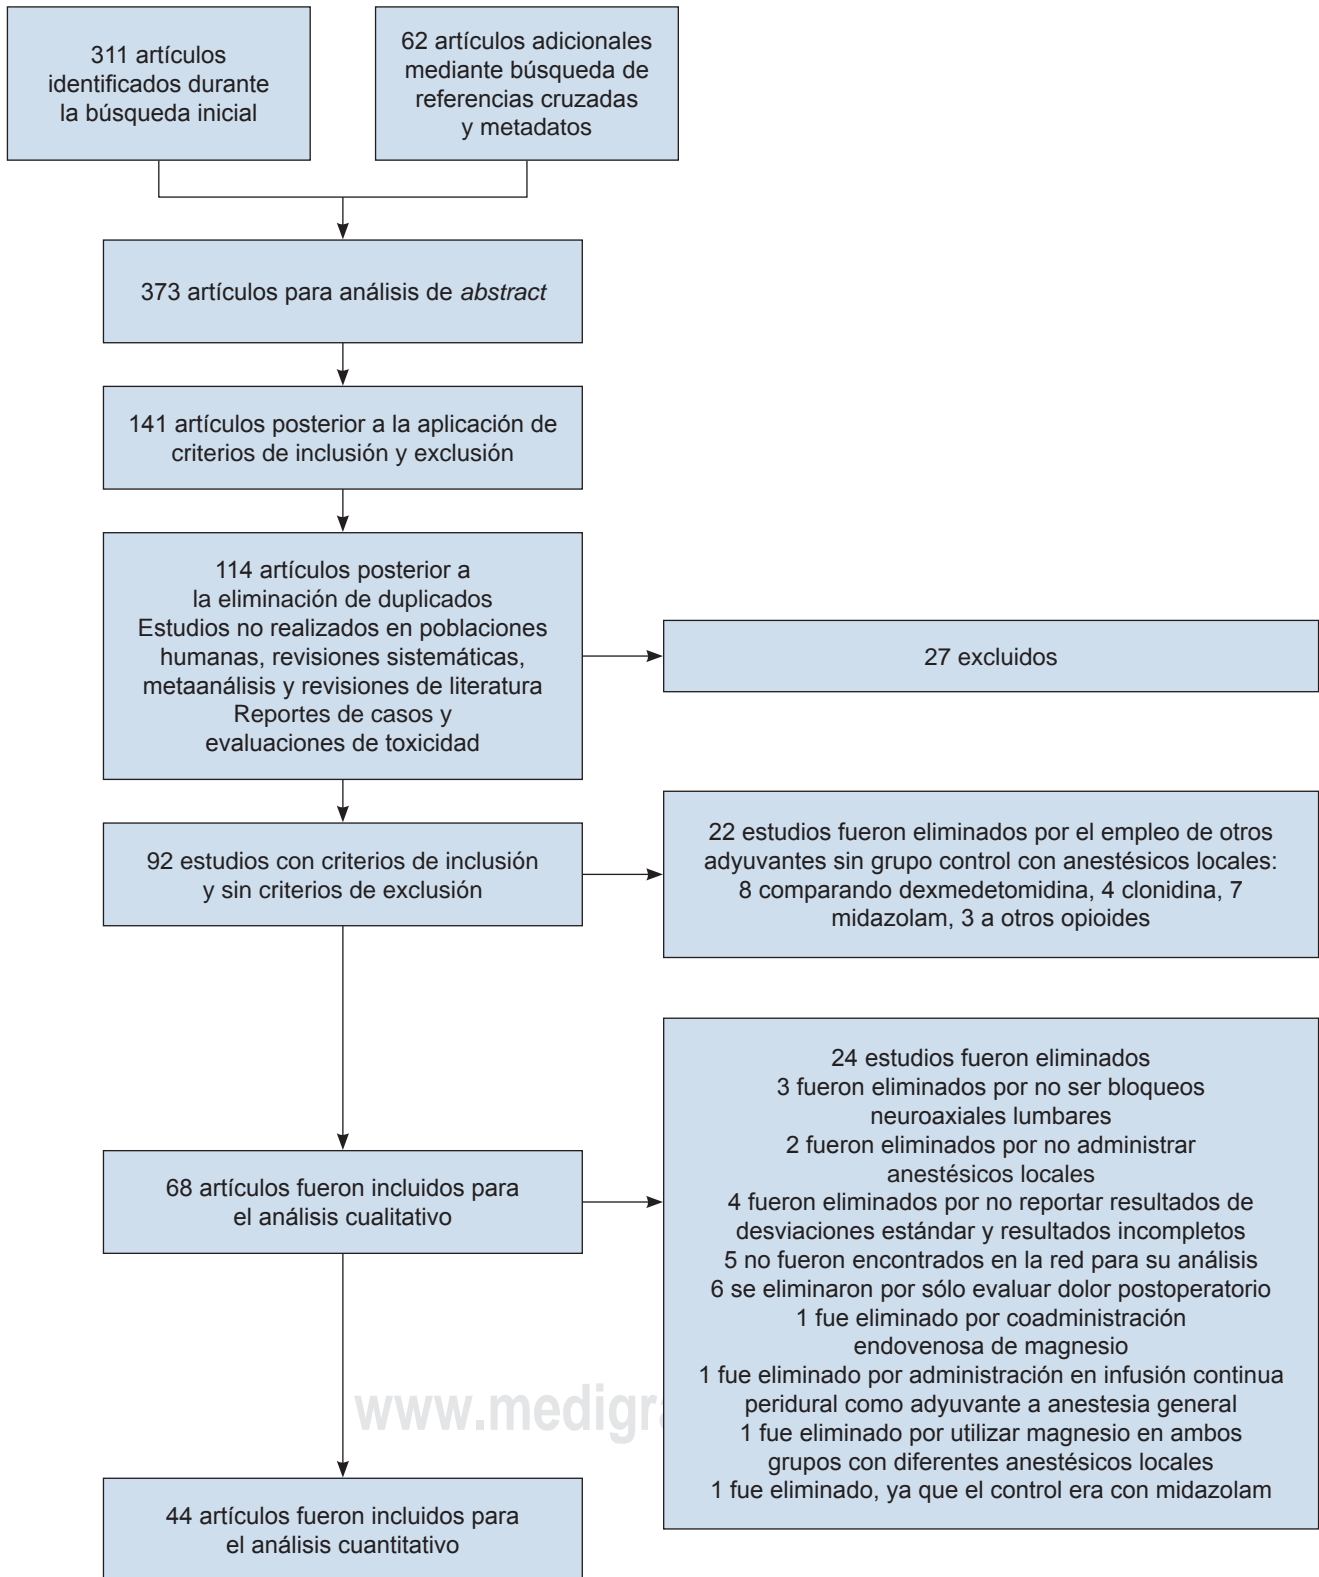 311 artículos
identificados durante
la búsqueda inicial
62 artículos adicionales
mediante búsqueda de
referencias cruzadas
y metadatos
373 artículos para análisis de abstract
141 artículos posterior a la aplicación de
criterios de inclusión y exclusión
114 artículos posterior a
la eliminación de duplicados
Estudios no realizados en poblaciones
humanas, revisiones sistemáticas,
metaanálisis y revisiones de literatura
Reportes de casos y
evaluaciones de toxicidad
27 excluidos
92 estudios con criterios de inclusión
y sin criterios de exclusión
22 estudios fueron eliminados por el empleo de otros
adyuvantes sin grupo control con anestésicos locales:
8 comparando dexmedetomidina, 4 clonidina, 7
midazolam, 3 a otros opioides
68 artículos fueron incluidos para
el análisis cualitativo
24 estudios fueron eliminados
3 fueron eliminados por no ser bloqueos
neuroaxiales lumbares
2 fueron eliminados por no administrar
anestésicos locales
4 fueron eliminados por no reportar resultados de
desviaciones estándar y resultados incompletos
5 no fueron encontrados en la red para su análisis
6 se eliminaron por sólo evaluar dolor postoperatorio
1 fue eliminado por coadministración
endovenosa de magnesio
1 fue eliminado por administración en infusión continua
peridural como adyuvante a anestesia general
1 fue eliminado por utilizar magnesio en ambos
grupos con diferentes anestésicos locales
1 fue eliminado, ya que el control era con midazolam
www.medigra
44 artículos fueron incluidos para
el análisis cuantitativo